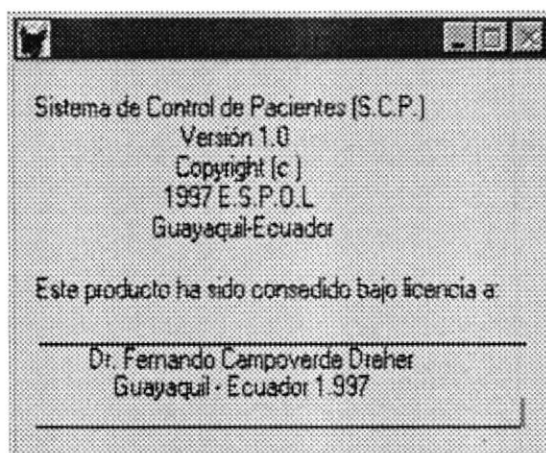 Sistema de Control de Pacientes (S.C.P.)
Versión 1.0
Copyright (c )
1997 E.S.P.O.L
Guayaquil-Ecuador
Este producto ha sido consedido bajo licencia a:
Dr. Fernando Campoverde Dreher
Guayaquil - Ecuador 1.997